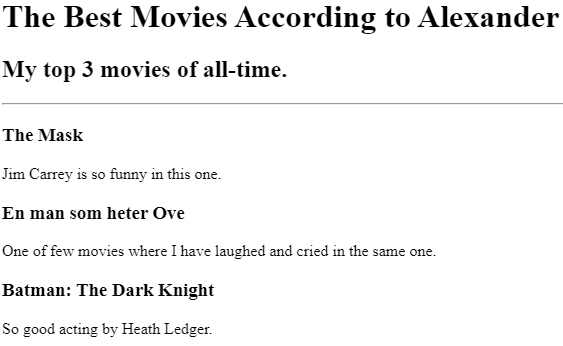 The Best Movies According to Alexander
My top 3 movies of all-time.
The Mask
Jim Carrey is so funny in this one.
En man som heter Ove
One of few movies where I have laughed and cried in the same one.
Batman: The Dark Knight
So good acting by Heath Ledger.